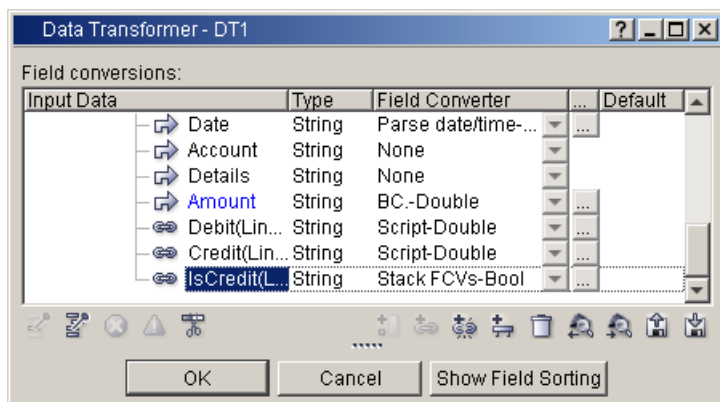 Data Transformer - DT1
Field conversions:
Input Data Type Field Converter ... Default
Date String Parse date/time-... ...
Account String None
Details String None
Amount String BC.-Double ...
Debit(Lin... String Script-Double ...
Credit(Lin... String Script-Double ...
IsCredit(L... String Stack FCVs-Bool ...
OK Cancel Show Field Sorting